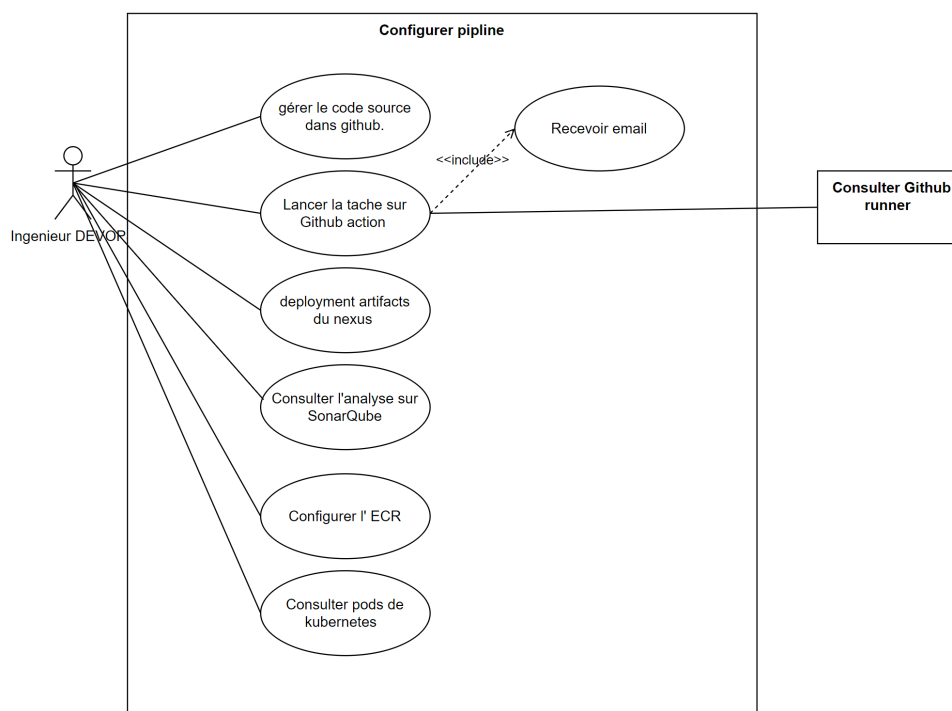 Configurer pipline
gérer le code source
dans github.
Recevoir email
<<include>>
Lancer la tache sur
Github action
Consulter Github
runner
Ingenieur DEVOP
deployment artifacts
du nexus
Consulter l'analyse sur
SonarQube
Configurer l' ECR
Consulter pods de
kubernetes